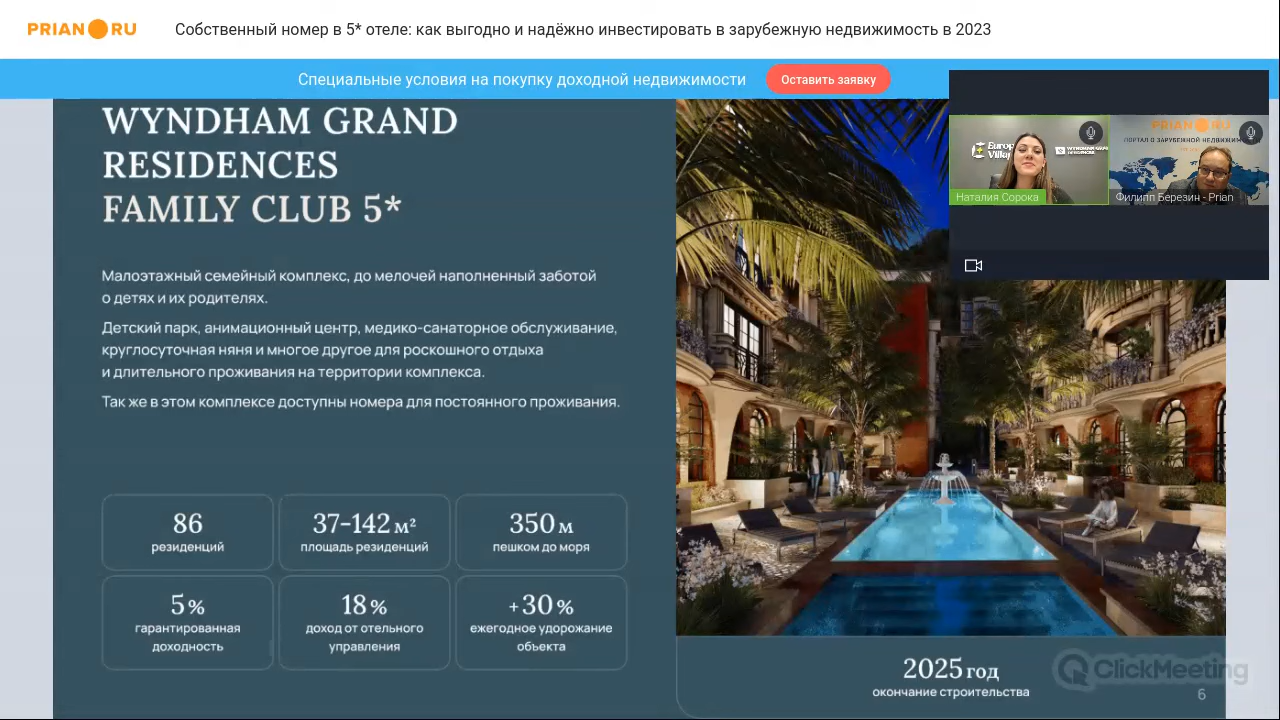 PRIAN RU
Собственный номер в 5* отеле: как выгодно и надёжно инвестировать в зарубежную недвижимость в 2023
Специальные условия на покупку доходной недвижимости
Оставить заявку
WYNDHAM GRAND
RESIDENCES
FAMILY CLUB 5*
Малоэтажный семейный комплекс, до мелочей наполненный заботой
о детях и их родителях.
Детский парк, анимационный центр, медико-санаторное обслуживание,
круглосуточная няня и многое другое для роскошного отдыха
и длительного проживания на территории комплекса.
Так же в этом комплексе доступны номера для постоянного проживания.
86
резиденций
37-142 м²
площадь резиденций
350 м
пешком до моря
5 %
гарантированная
доходность
18 %
доход от отельного
управления
+30 %
ежегодное удорожание
объекта
2025 год
окончание строительства
6
ClickMeeting
PRIAN RU
Наталия Сорока
Филипп Березин - Prian